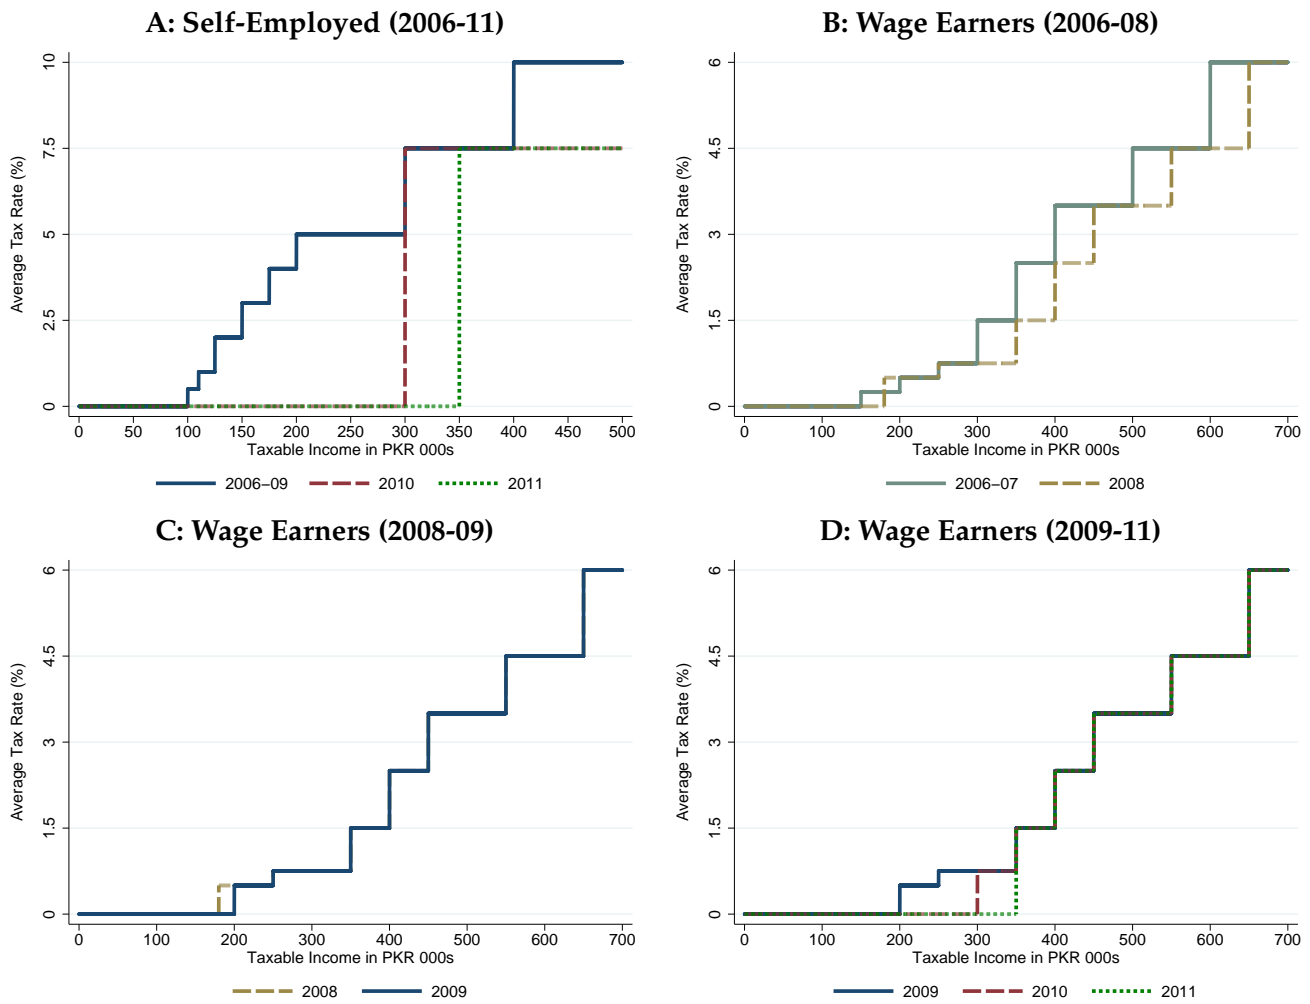 A: Self-Employed (2006-11)
Average Tax Rate (%)
10
7.5
5
2.5
0
0 50 100 150 200 250 300 350 400 450 500
Taxable Income in PKR 000s
2006–09 2010 2011
B: Wage Earners (2006-08)
Average Tax Rate (%)
6
4.5
3
1.5
0
0 100 200 300 400 500 600 700
Taxable Income in PKR 000s
2006–07 2008
C: Wage Earners (2008-09)
Average Tax Rate (%)
6
4.5
3
1.5
0
0 100 200 300 400 500 600 700
Taxable Income in PKR 000s
2008 2009
D: Wage Earners (2009-11)
Average Tax Rate (%)
6
4.5
3
1.5
0
0 100 200 300 400 500 600 700
Taxable Income in PKR 000s
2009 2010 2011